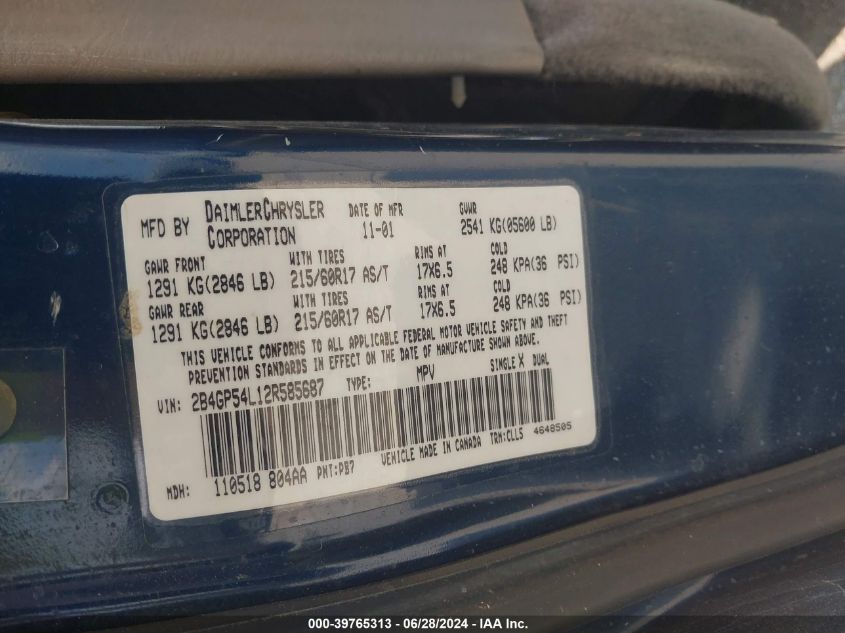 MFD BY DAIMLERCHRYSLER CORPORATION DATE OF MFR 11-01 GVWR 2541 KG(05600 LB)
GAWR FRONT WITH TIRES RIMS AT COLD
1291 KG(2846 LB) 215/60R17 AS/T 17X6.5 248 KPA(36 PSI)
GAWR REAR WITH TIRES RIMS AT COLD
1291 KG(2846 LB) 215/60R17 AS/T 17X6.5 248 KPA(36 PSI)
THIS VEHICLE CONFORMS TO ALL APPLICABLE FEDERAL MOTOR VEHICLE SAFETY AND THEFT
PREVENTION STANDARDS IN EFFECT ON THE DATE OF MANUFACTURE SHOWN ABOVE.
VIN: 2B4GP54L12R585687 TYPE: MPV SINGLE X DUAL
MDH: 110518 804AA PNT:PB7 VEHICLE MADE IN CANADA TRM:CLLS 4648505
000-39765313 - 06/28/2024 - IAAI.COM